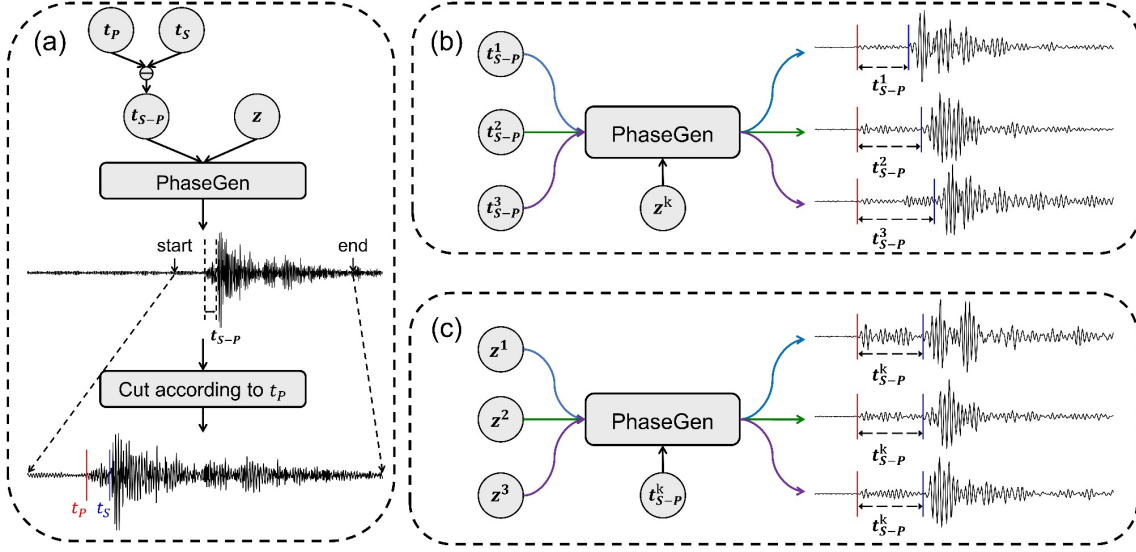 (a)
t_P
t_S
⊖
t_{S-P}
z
PhaseGen
start
end
t_{S-P}
Cut according to t_P
t_P
t_S
(b)
t^1_{S-P}
t^2_{S-P}
t^3_{S-P}
PhaseGen
z^k
t^1_{S-P}
t^2_{S-P}
t^3_{S-P}
(c)
z^1
z^2
z^3
PhaseGen
t^k_{S-P}
t^k_{S-P}
t^k_{S-P}
t^k_{S-P}